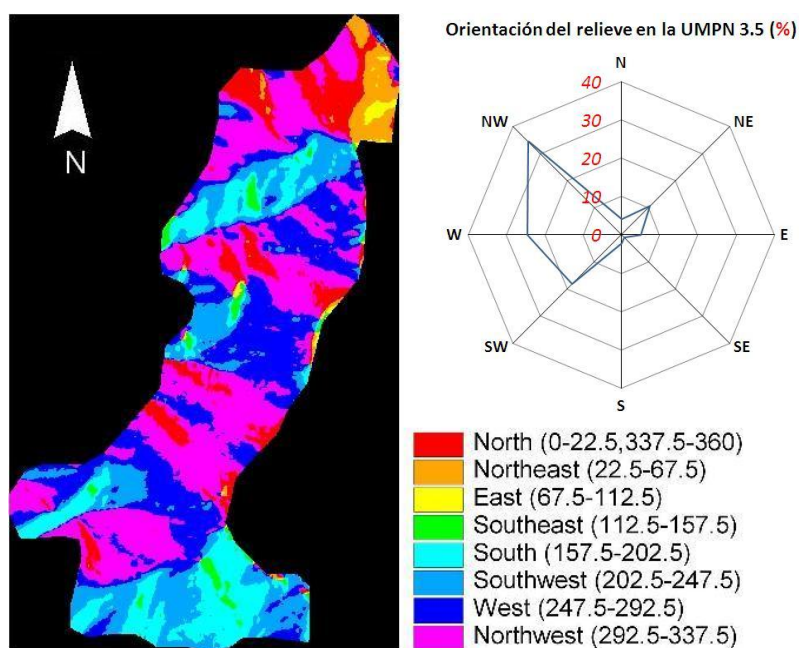 N
Orientación del relieve en la UMPN 3.5 (%)
N
40
NW
30
NE
20
10
W
0
E
SW
SE
S
North (0-22.5,337.5-360)
Northeast (22.5-67.5)
East (67.5-112.5)
Southeast (112.5-157.5)
South (157.5-202.5)
Southwest (202.5-247.5)
West (247.5-292.5)
Northwest (292.5-337.5)